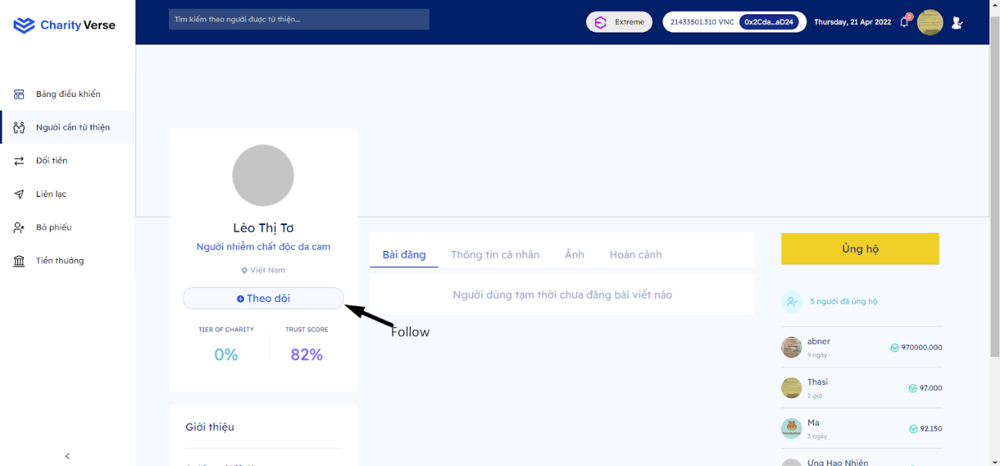 Charity Verse
Tìm kiếm theo người được từ thiện...
Extreme
21433501.310 VNC
0x2Cda...aD24
Thursday, 21 Apr 2022
0
Bảng điều khiển
Người cần từ thiện
Đổi tiền
Liên lạc
Bỏ phiếu
Tiền thưởng
Lèo Thị Tơ
Người nhiễm chất độc da cam
Việt Nam
Theo dõi
Follow
TIER OF CHARITY
0%
TRUST SCORE
82%
Giới thiệu
Bài đăng
Thông tin cá nhân
Ảnh
Hoàn cảnh
Người dùng tạm thời chưa đăng bài viết nào
Ủng hộ
5 người đã ủng hộ
abner
9 ngày
970000.000
Thasi
2 giờ
97.000
Ma
3 ngày
92.150
Ưng Hạo Nhiên